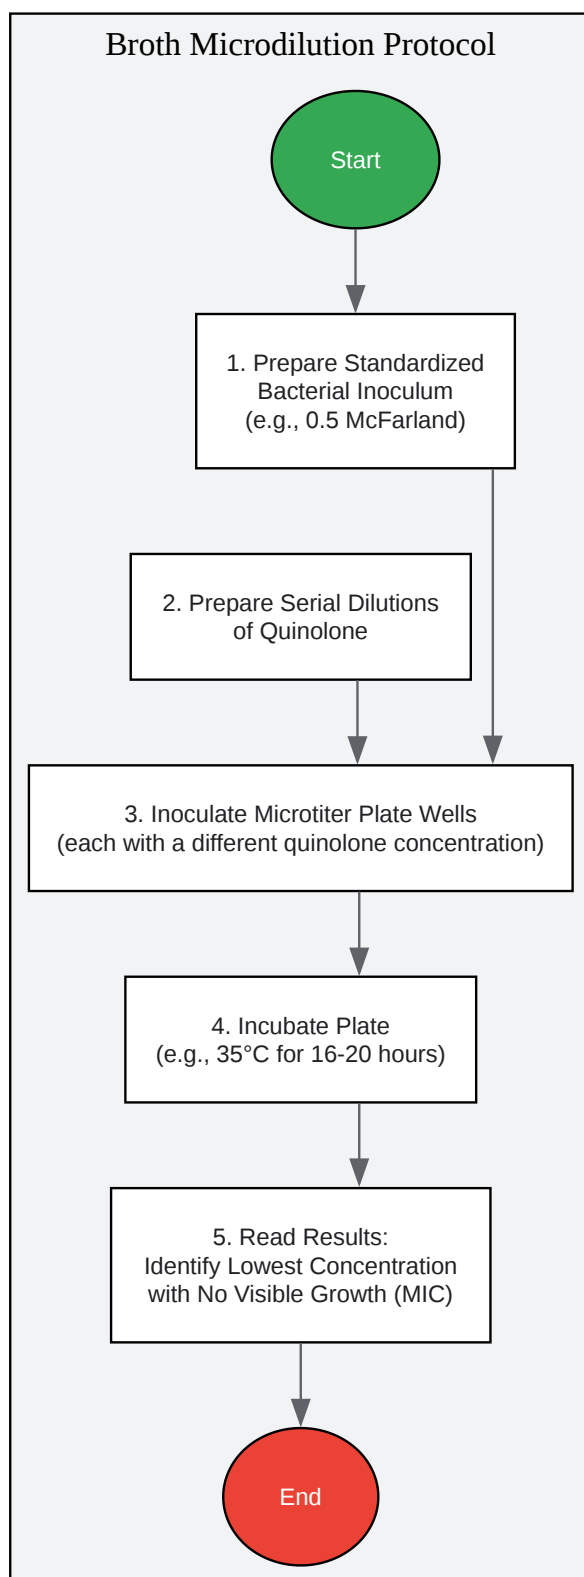 Broth Microdilution Protocol
Start
1. Prepare Standardized
Bacterial Inoculum
(e.g., 0.5 McFarland)
2. Prepare Serial Dilutions
of Quinolone
3. Inoculate Microtiter Plate Wells
(each with a different quinolone concentration)
4. Incubate Plate
(e.g., 35°C for 16-20 hours)
5. Read Results:
Identify Lowest Concentration
with No Visible Growth (MIC)
End